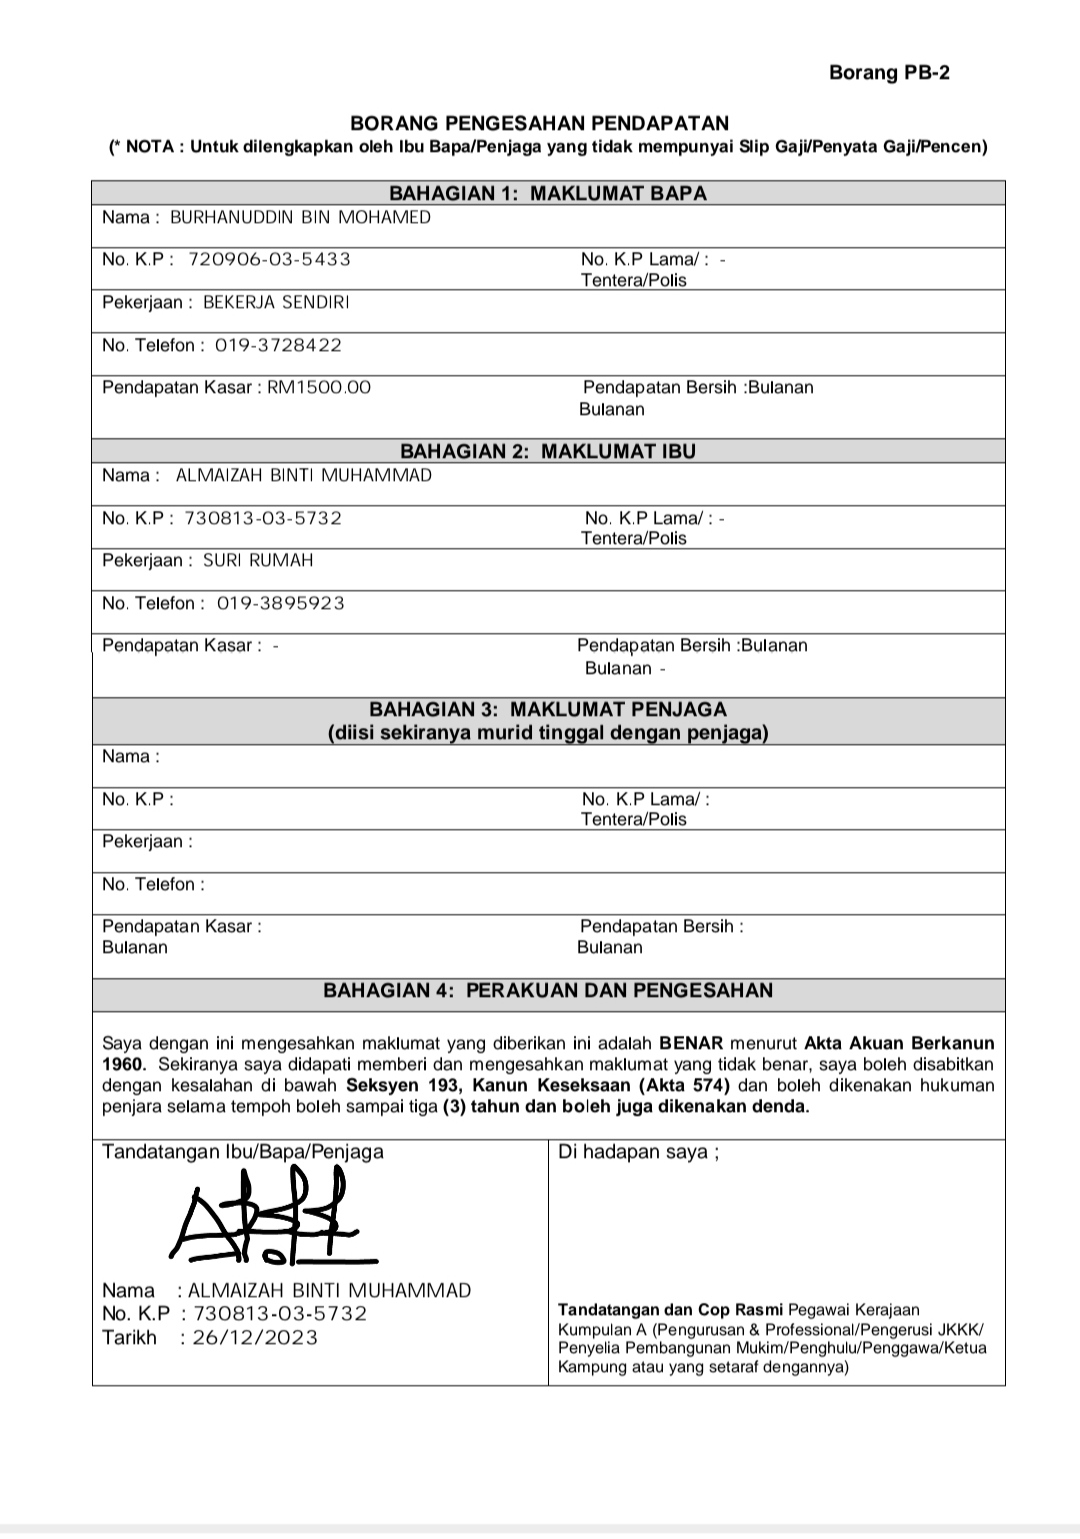 Borang PB-2
BORANG PENGESAHAN PENDAPATAN
(* NOTA : Untuk dilengkapkan oleh Ibu Bapa/Penjaga yang tidak mempunyai Slip Gaji/Penyata Gaji/Pencen)
BAHAGIAN 1: MAKLUMAT BAPA
Nama : BURHANUDDIN BIN MOHAMED
No. K.P : 720906-03-5433 No. K.P Lama/ : -
Tentera/Polis
Pekerjaan : BEKERJA SENDIRI
No. Telefon : 019-3728422
Pendapatan Kasar : RM1500.00 Pendapatan Bersih :Bulanan
Bulanan
BAHAGIAN 2: MAKLUMAT IBU
Nama : ALMAIZAH BINTI MUHAMMAD
No. K.P : 730813-03-5732 No. K.P Lama/ : -
Tentera/Polis
Pekerjaan : SURI RUMAH
No. Telefon : 019-3895923
Pendapatan Kasar : - Pendapatan Bersih :Bulanan
Bulanan -
BAHAGIAN 3: MAKLUMAT PENJAGA
(diisi sekiranya murid tinggal dengan penjaga)
Nama :
No. K.P : No. K.P Lama/ :
Tentera/Polis
Pekerjaan :
No. Telefon :
Pendapatan Kasar : Pendapatan Bersih :
Bulanan Bulanan
BAHAGIAN 4: PERAKUAN DAN PENGESAHAN
Saya dengan ini mengesahkan maklumat yang diberikan ini adalah BENAR menurut Akta Akuan Berkanun
1960. Sekiranya saya didapati memberi dan mengesahkan maklumat yang tidak benar, saya boleh disabitkan
dengan kesalahan di bawah Seksyen 193, Kanun Keseksaan (Akta 574) dan boleh dikenakan hukuman
penjara selama tempoh boleh sampai tiga (3) tahun dan boleh juga dikenakan denda.
Tandatangan Ibu/Bapa/Penjaga
Nama : ALMAIZAH BINTI MUHAMMAD
No. K.P : 730813-03-5732
Tarikh : 26/12/2023
Di hadapan saya ;
Tandatangan dan Cop Rasmi Pegawai Kerajaan
Kumpulan A (Pengurusan & Professional/Pengerusi JKKK/
Penyelia Pembangunan Mukim/Penghulu/Penggawa/Ketua
Kampung atau yang setaraf dengannya)